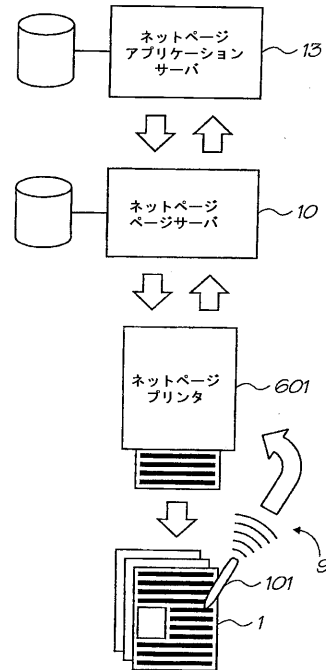 ネットページ
アプリケーション
サーバ
13
ネットページ
ページサーバ
10
ネットページ
プリンタ
601
9
101
1